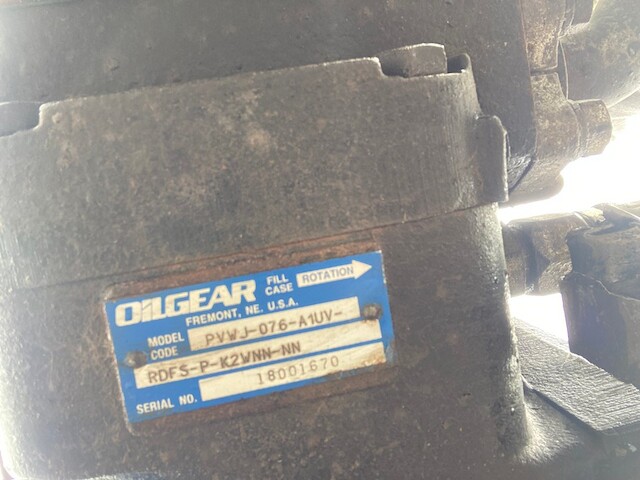 OILGEAR
FILL CASE
ROTATION
FREMONT, NE. U.S.A.
MODEL CODE
PVWJ-076-A1UV-
RDFS-P-K2WNN-NN
SERIAL NO.
18001670